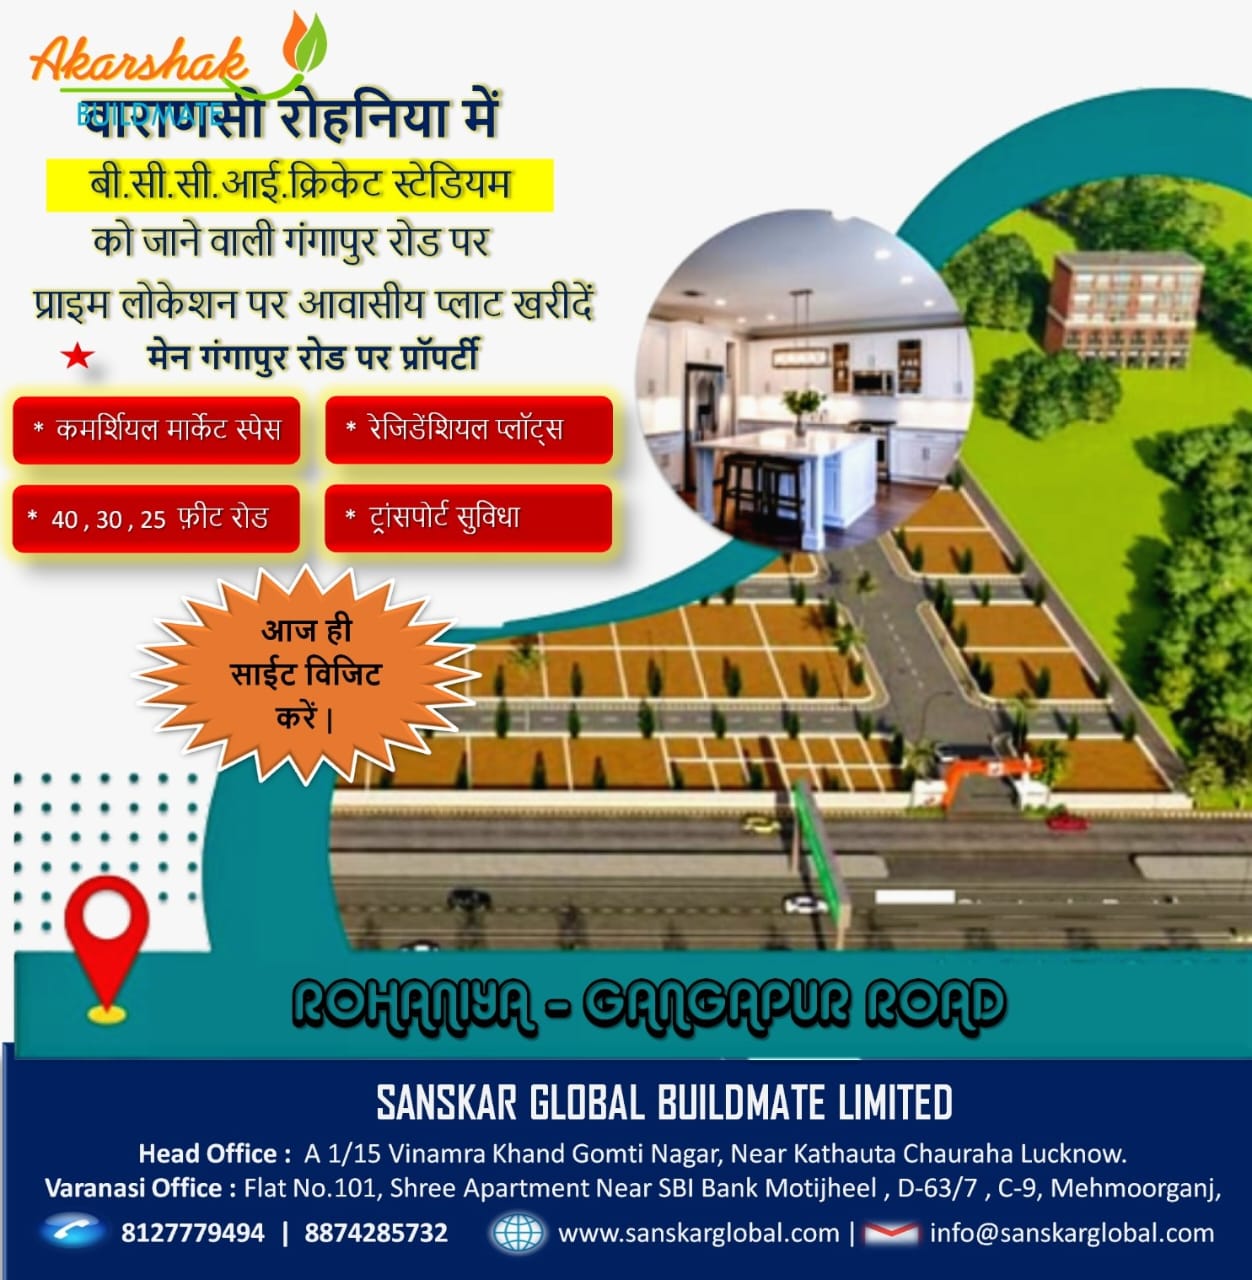 Akarshak
BUILDMATE
वाराणसी रोहनिया में
बी.सी.सी.आई.क्रिकेट स्टेडियम
को जाने वाली गंगापुर रोड पर
प्राइम लोकेशन पर आवासीय प्लाट खरीदें
मेन गंगापुर रोड पर प्रॉपर्टी
* कमर्शियल मार्केट स्पेस
* रेजिडेंशियल प्लॉट्स
* 40 , 30 , 25 फ़ीट रोड
* ट्रांसपोर्ट सुविधा
आज ही
साईट विजिट
करें |
ROHANIYA - GANGAPUR ROAD
SANSKAR GLOBAL BUILDMATE LIMITED
Head Office : A 1/15 Vinamra Khand Gomti Nagar, Near Kathauta Chauraha Lucknow.
Varanasi Office : Flat No.101, Shree Apartment Near SBI Bank Motijheel , D-63/7 , C-9, Mehmoorganj,
8127779494 | 8874285732 www.sanskarglobal.com | info@sanskarglobal.com